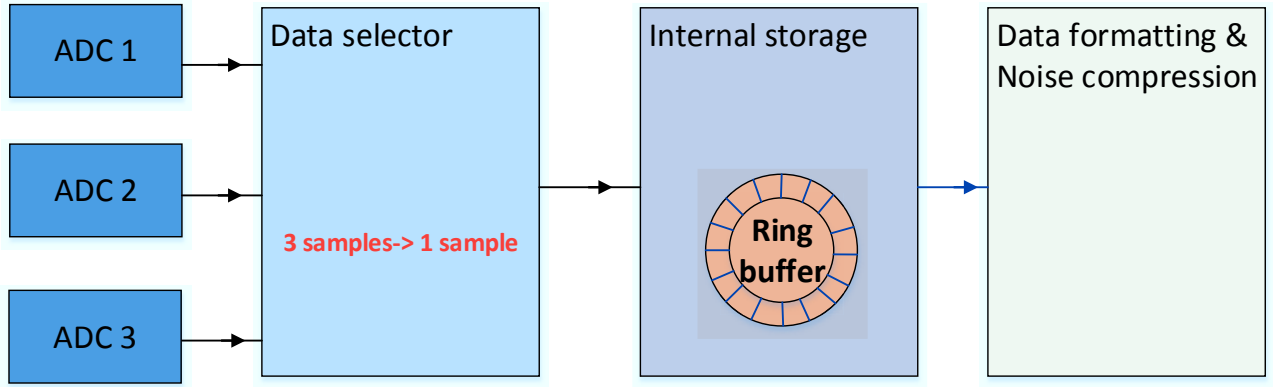 ADC 1
ADC 2
ADC 3
Data selector
3 samples-> 1 sample
Internal storage
Ring
buffer
Data formatting &
Noise compression